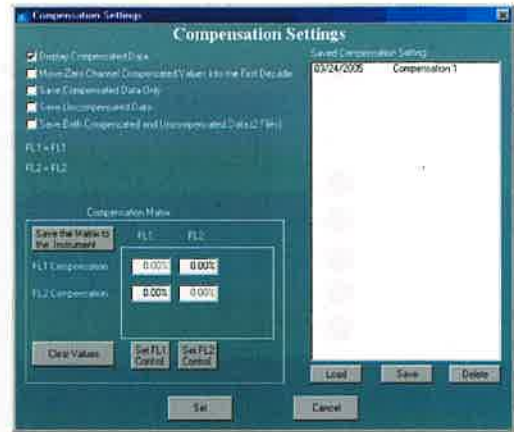 Compensation Settings
Compensation Settings
Display Compensated Data
Move Zero Channel Compensated Values into the First Decade
Save Compensated Data Only
Save Uncompensated Data
Save Both Compensated and Uncompensated Data (2 Files)
FL1 = FL1
FL2 = FL2
Saved Compensation Setting
03/24/2005 Compensation 1
Compensation Matrix
Save the Matrix to
the Instrument
FL1 FL2
FL1 Compensation 0.00% 0.00%
FL2 Compensation 0.00% 0.00%
Clear Values
Set FL1
Control
Set FL2
Control
Load Save Delete
Set Cancel